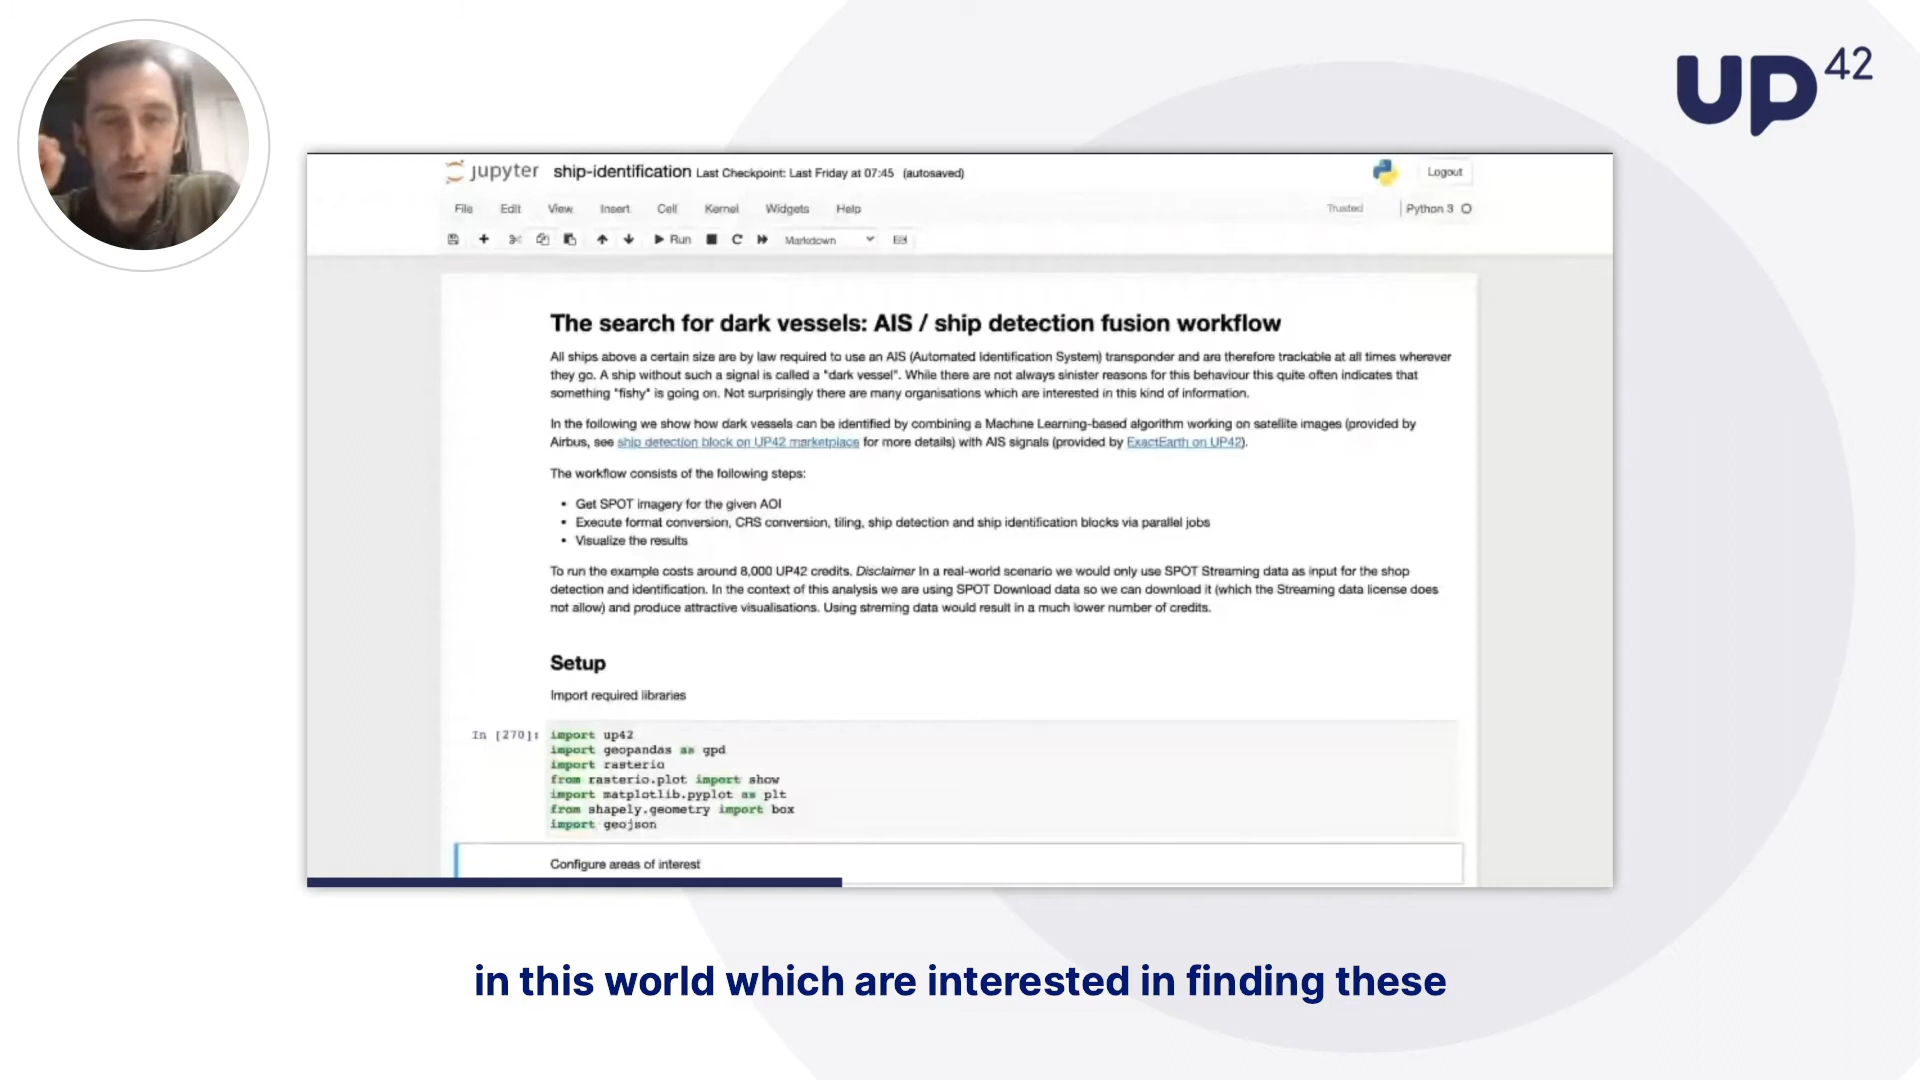 UP42
jupyter ship-identification Last Checkpoint: Last Friday at 07:45 (autosaved)
Logout
File Edit View Insert Cell Kernel Widgets Help
Trusted
Python 3
Run
Markdown
The search for dark vessels: AIS / ship detection fusion workflow
All ships above a certain size are by law required to use an AIS (Automated Identification System) transponder and are therefore trackable at all times wherever
they go. A ship without such a signal is called a "dark vessel". While there are not always sinister reasons for this behaviour this quite often indicates that
something "fishy" is going on. Not surprisingly there are many organisations which are interested in this kind of information.
In the following we show how dark vessels can be identified by combining a Machine Learning-based algorithm working on satellite images (provided by
Airbus, see ship detection block on UP42 marketplace for more details) with AIS signals (provided by ExactEarth on UP42).
The workflow consists of the following steps:
• Get SPOT imagery for the given AOI
• Execute format conversion, CRS conversion, tiling, ship detection and ship identification blocks via parallel jobs
• Visualize the results
To run the example costs around 8,000 UP42 credits. Disclaimer In a real-world scenario we would only use SPOT Streaming data as input for the shop
detection and identification. In the context of this analysis we are using SPOT Download data so we can download it (which the Streaming data license does
not allow) and produce attractive visualisations. Using streming data would result in a much lower number of credits.
Setup
Import required libraries
In [270]: import up42
import geopandas as gpd
import rasterio
from rasterio.plot import show
import matplotlib.pyplot as plt
from shapely.geometry import box
import geojson
Configure areas of interest
in this world which are interested in finding these